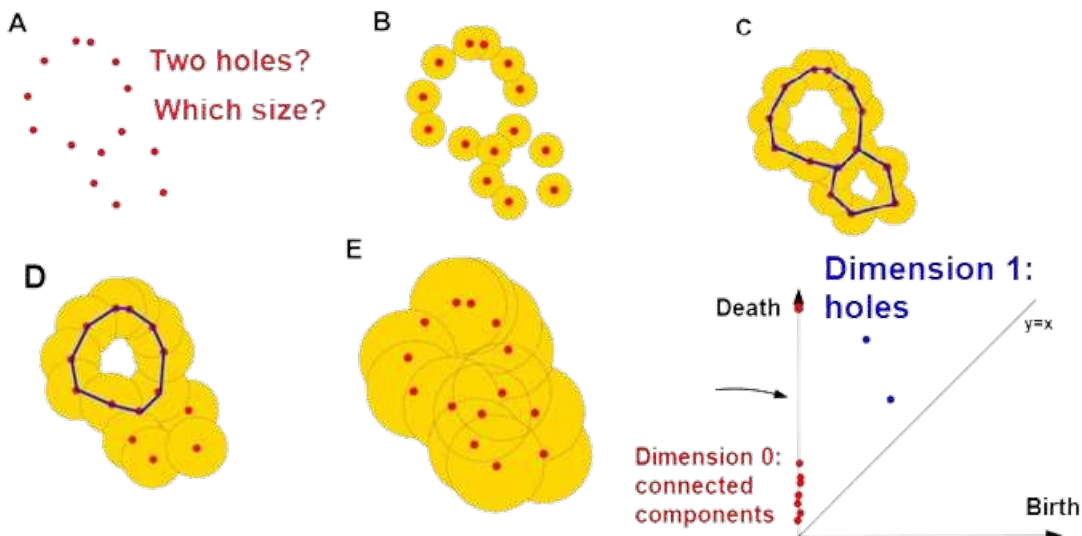 A
Two holes?
Which size?
B
C
D
E
Dimension 1:
holes
Death
y=x
Dimension 0:
connected
components
Birth